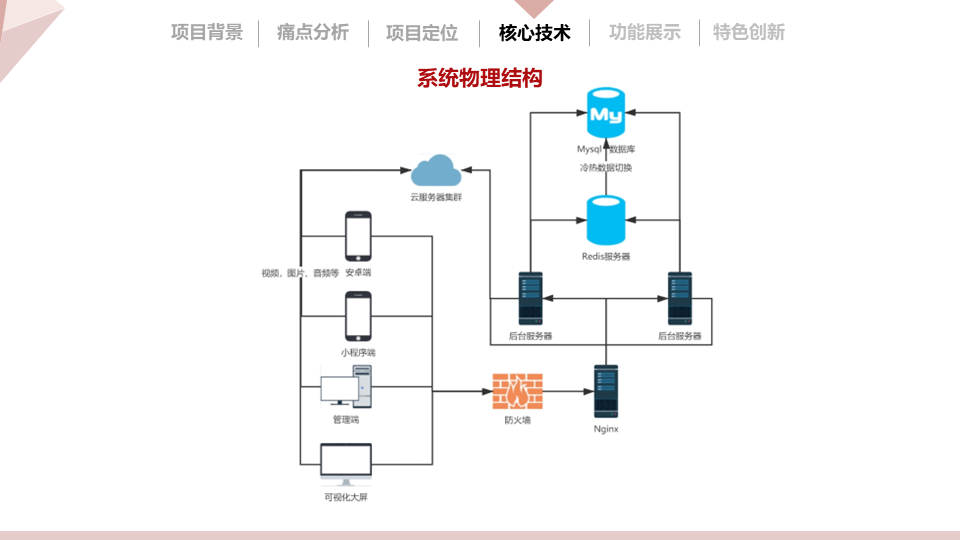 项目背景
痛点分析
项目定位
核心技术
功能展示
特色创新
系统物理结构
My
Mysql 数据库
冷热数据切换
云服务器集群
Redis服务器
视频，图片、音频等
安卓端
后台服务器
后台服务器
小程序端
管理端
防火墙
Nginx
可视化大屏